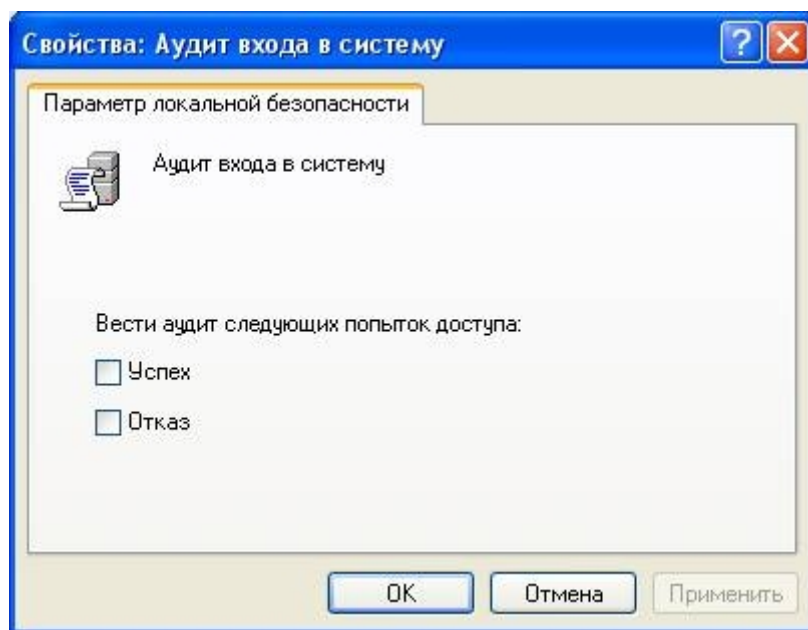 Свойства: Аудит входа в систему
Параметр локальной безопасности
Аудит входа в систему
Вести аудит следующих попыток доступа:
Успех
Отказ
ОК
Отмена
Применить